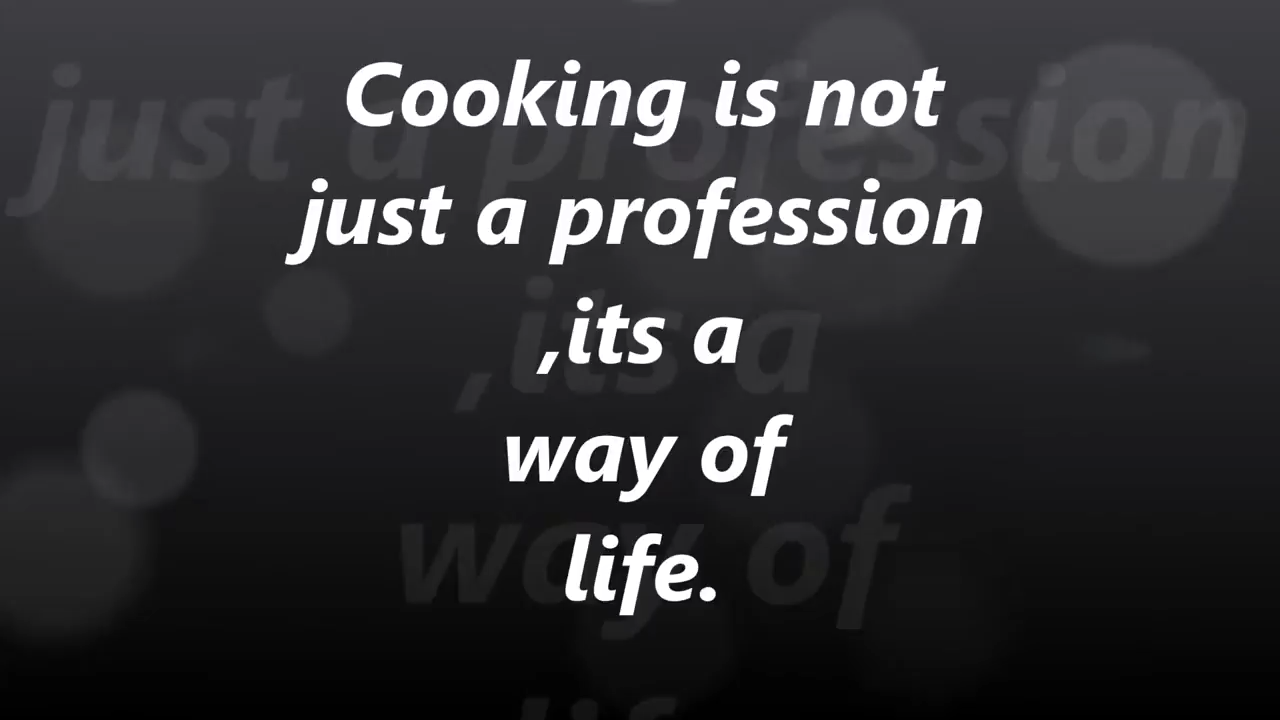 Cooking is not
just a profession
,its a
way of
life.